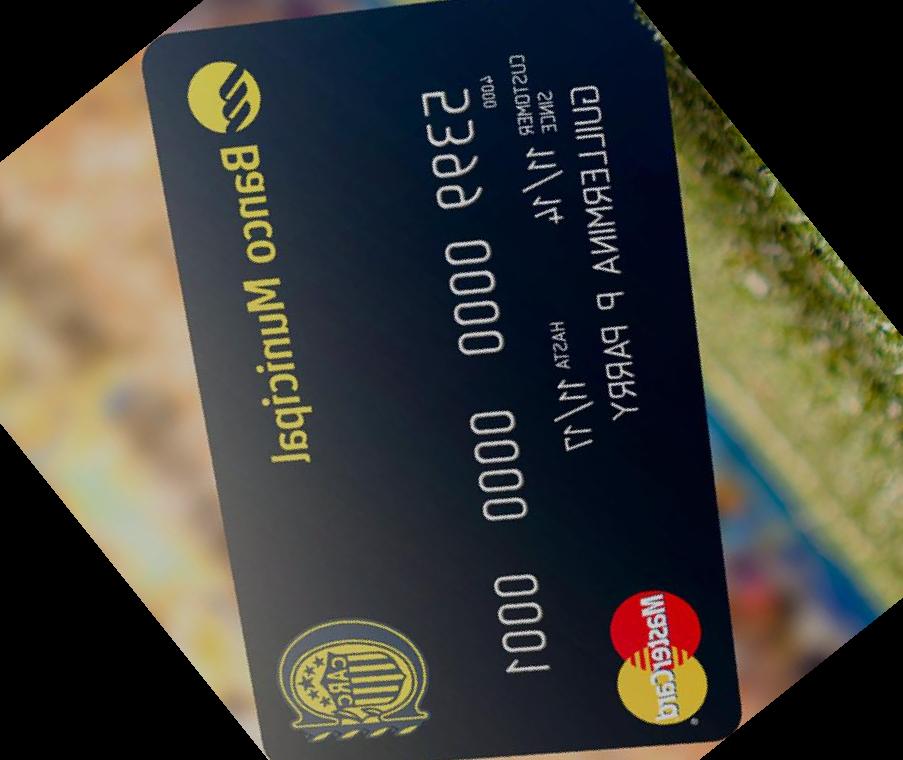 Banco Municipal
CARC
5399 0000 0000 0001
4000
CUSTOMER
SINCE 11/14
HASTA 11/17
GUILLERMINA P PARRY
MasterCard